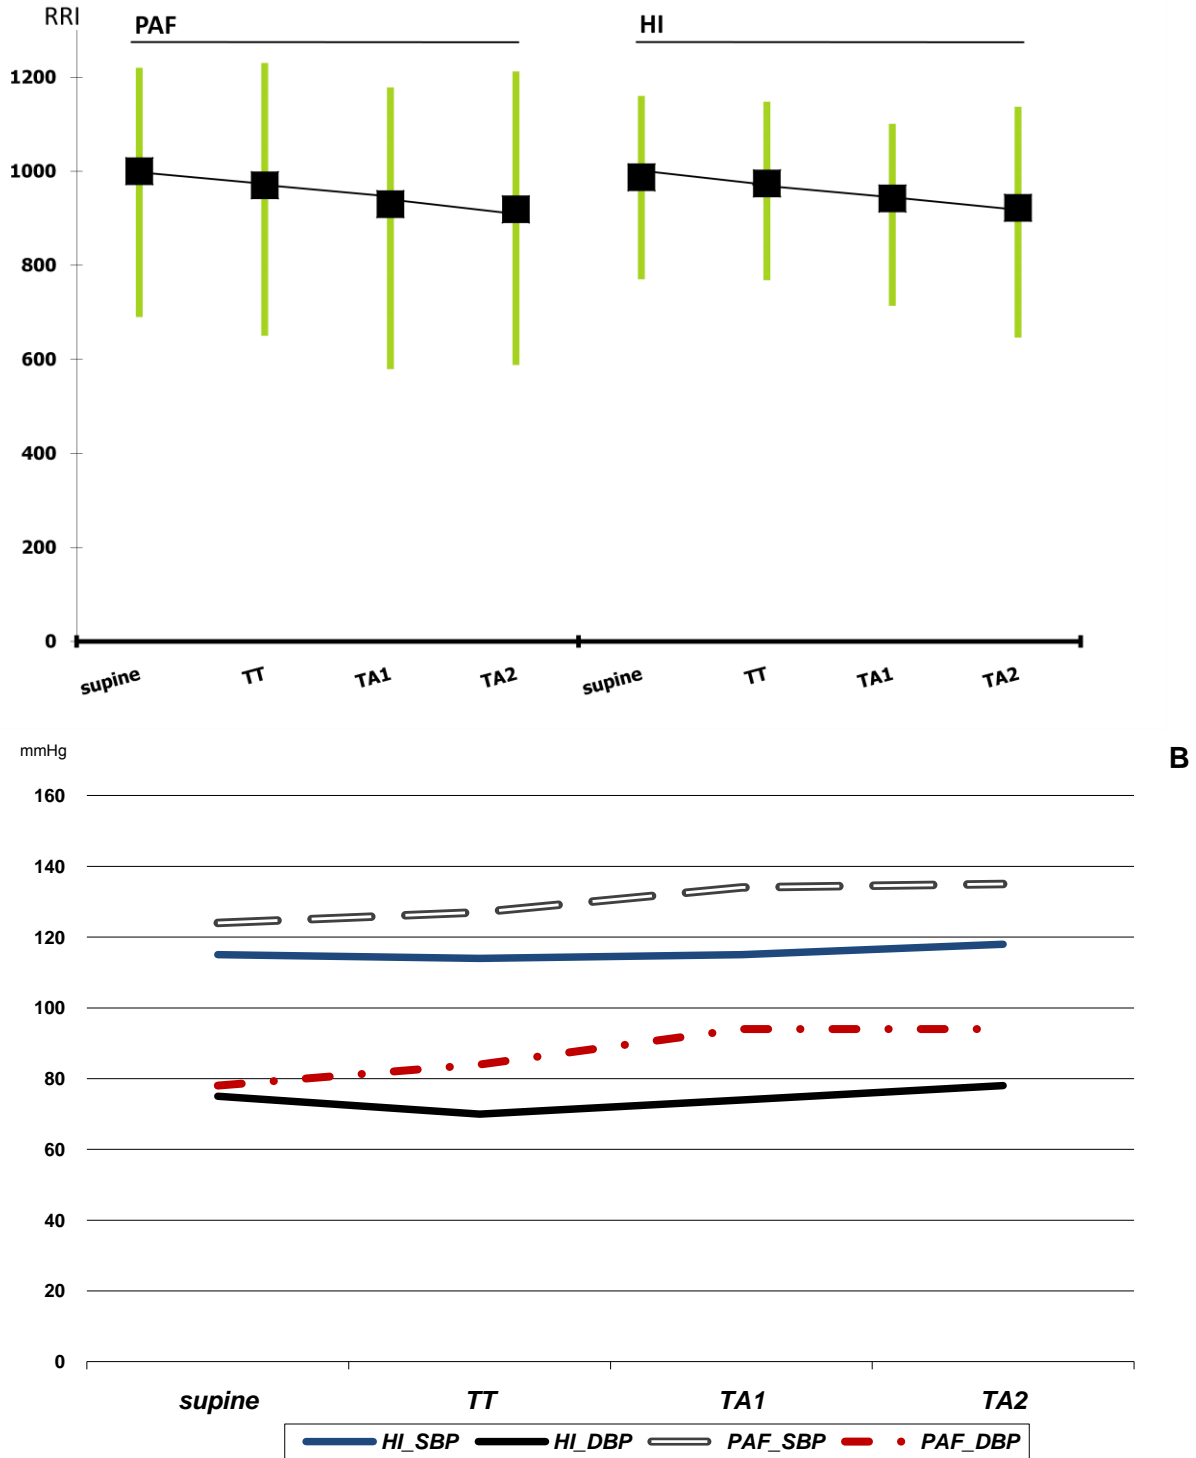 RRI
PAF
HI
1200
1000
800
600
400
200
0
supine TT TA1 TA2 supine TT TA1 TA2
mmHg
B
160
140
120
100
80
60
40
20
0
supine TT TA1 TA2
HI_SBP HI_DBP PAF_SBP PAF_DBP